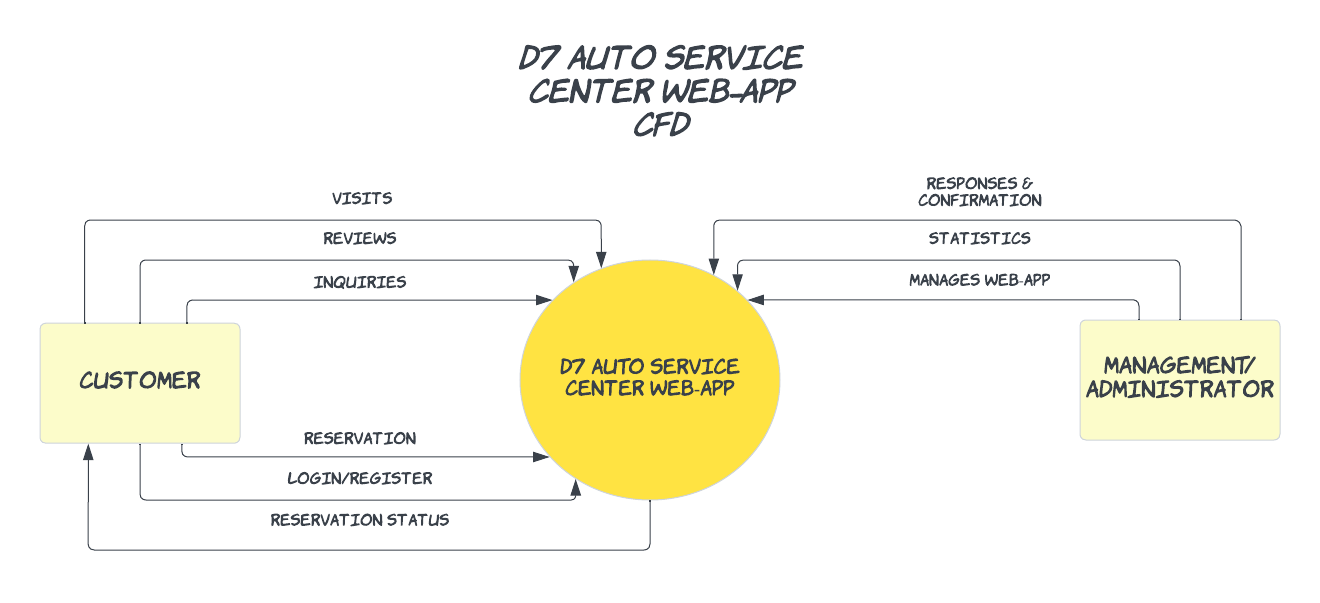 D7 AUTO SERVICE
CENTER WEB-APP
CFD
VISITS
REVIEWS
INQUIRIES
RESPONSES &
CONFIRMATION
STATISTICS
MANAGES WEB-APP
CUSTOMER
D7 AUTO SERVICE
CENTER WEB-APP
MANAGEMENT/
ADMINISTRATOR
RESERVATION
LOGIN/REGISTER
RESERVATION STATUS